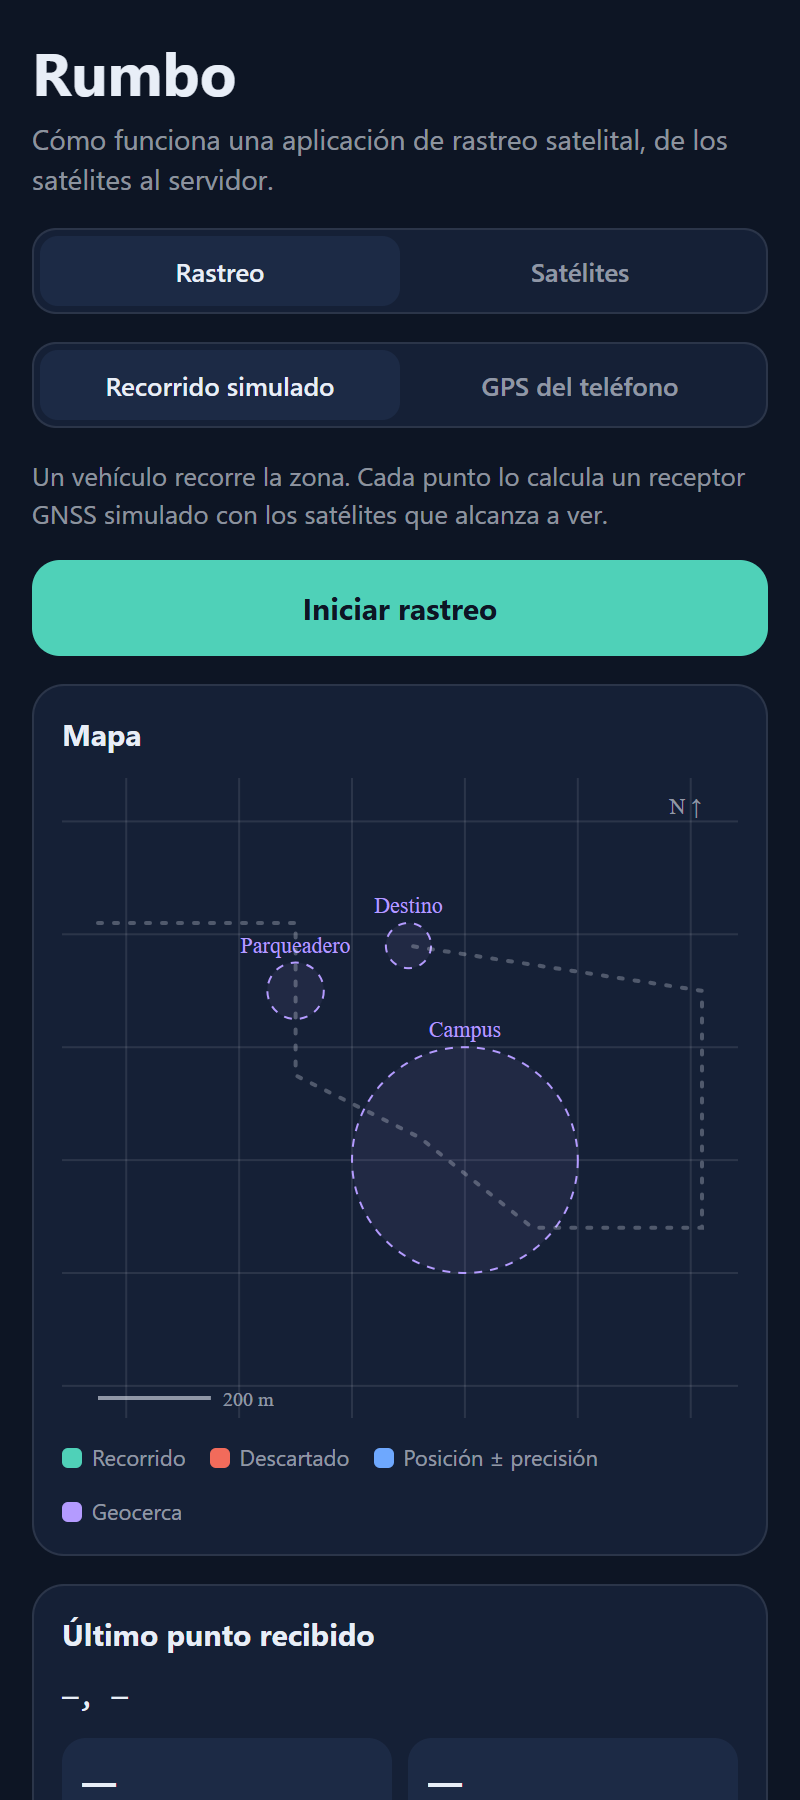 Rumbo
Cómo funciona una aplicación de rastreo satelital, de los
satélites al servidor.
Rastreo
Satélites
Recorrido simulado
GPS del teléfono
Un vehículo recorre la zona. Cada punto lo calcula un receptor
GNSS simulado con los satélites que alcanza a ver.
Iniciar rastreo
Mapa
N ↑
Destino
Parqueadero
Campus
200 m
Recorrido
Descartado
Posición ± precisión
Geocerca
Último punto recibido
—, —
—
—